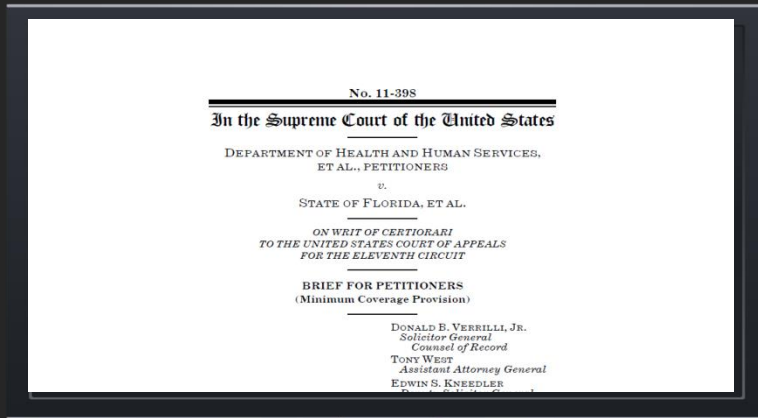 No. 11-398
In the Supreme Court of the United States
DEPARTMENT OF HEALTH AND HUMAN SERVICES,
ET AL., PETITIONERS
v.
STATE OF FLORIDA, ET AL.
ON WRIT OF CERTIORARI
TO THE UNITED STATES COURT OF APPEALS
FOR THE ELEVENTH CIRCUIT
BRIEF FOR PETITIONERS
(Minimum Coverage Provision)
DONALD B. VERRILLI, JR.
Solicitor General
Counsel of Record
TONY WEST
Assistant Attorney General
EDWIN S. KNEEDLER